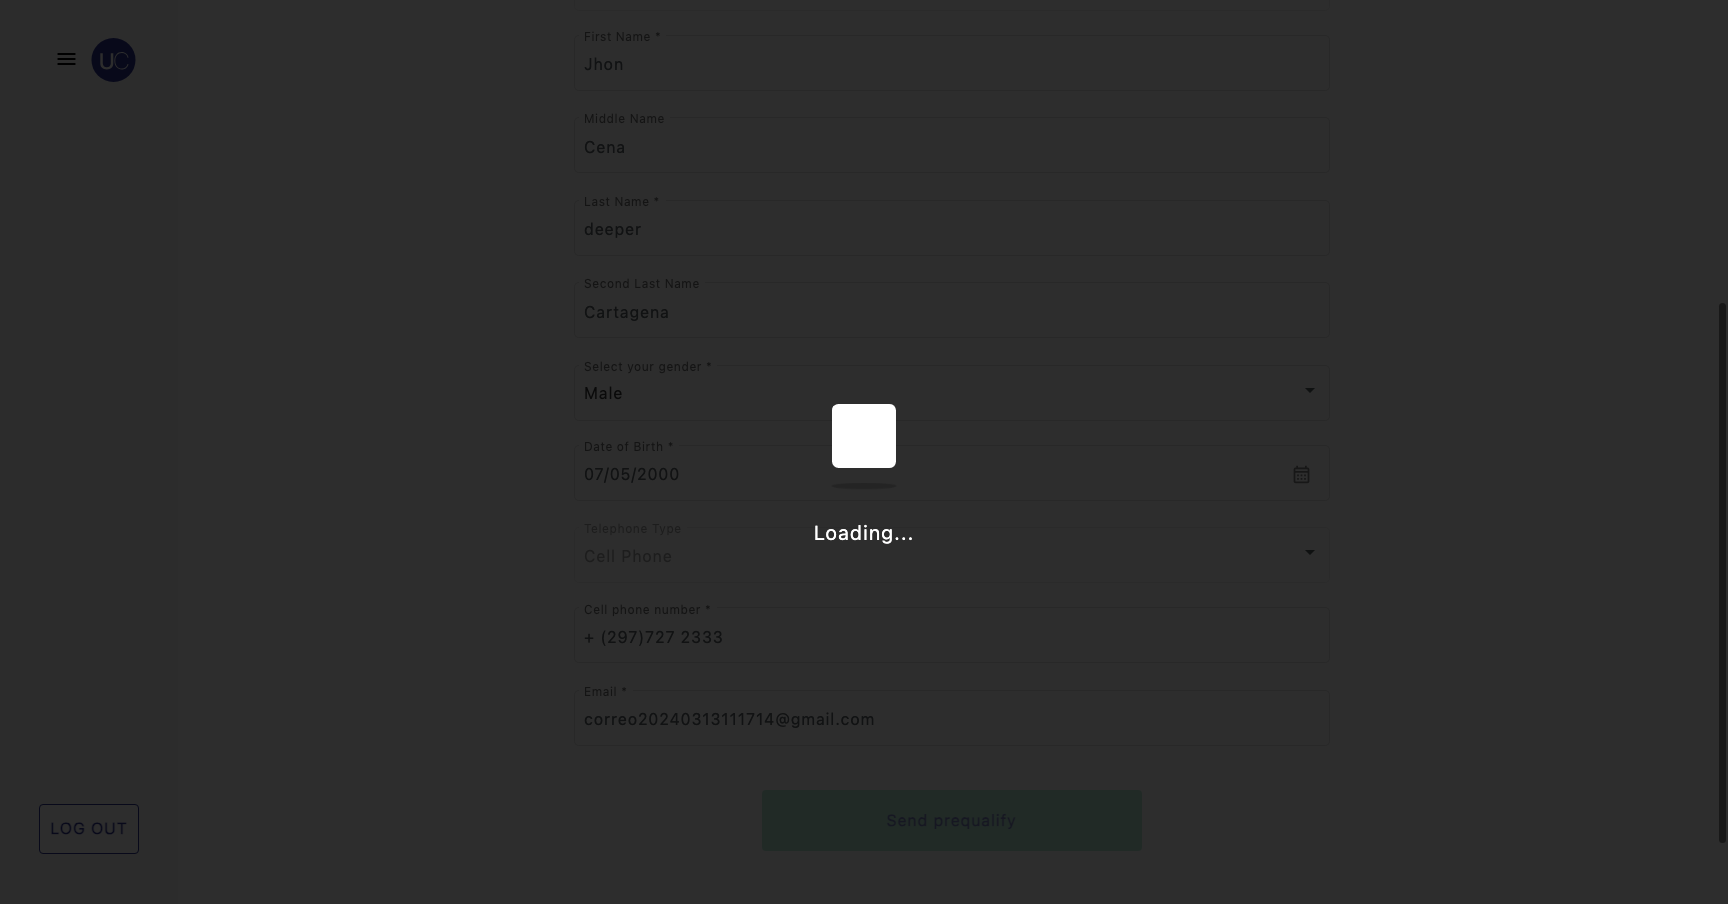 UC
First Name *
Jhon
Middle Name
Cena
Last Name *
deeper
Second Last Name
Cartagena
Select your gender *
Male
Date of Birth *
07/05/2000
Loading...
Telephone Type
Cell Phone
Cell phone number *
+ (297)727 2333
Email *
correo20240313111714@gmail.com
Send prequalify
LOG OUT